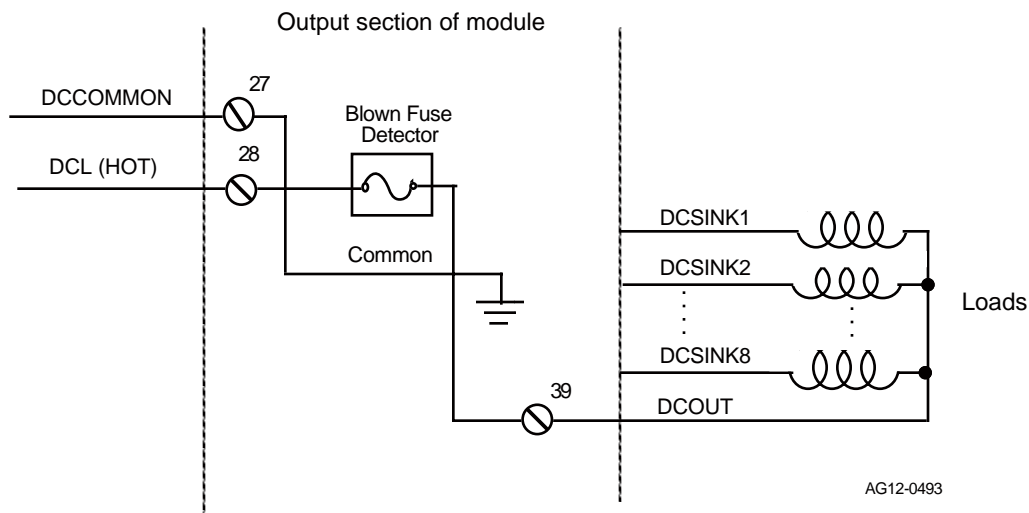 Output section of module
27
DCCOMMON
Blown Fuse
Detector
28
DCL (HOT)
DCSINK1
Common
DCSINK2
Loads
DCSINK8
39
DCOUT
AG12-0493